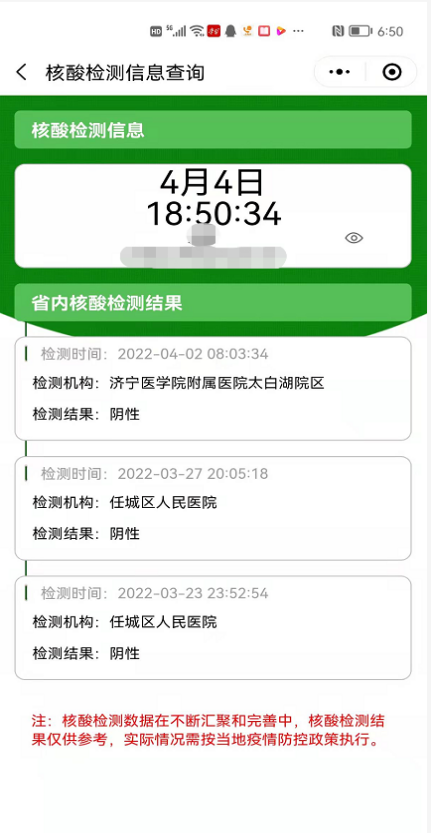 HD 5G 6:50
核酸检测信息查询
核酸检测信息
4月4日
18:50:34
省内核酸检测结果
检测时间：2022-04-02 08:03:34
检测机构：济宁医学院附属医院太白湖院区
检测结果：阴性
检测时间：2022-03-27 20:05:18
检测机构：任城区人民医院
检测结果：阴性
检测时间：2022-03-23 23:52:54
检测机构：任城区人民医院
检测结果：阴性
注：核酸检测数据在不断汇聚和完善中，核酸检测结
果仅供参考，实际情况需按当地疫情防控政策执行。